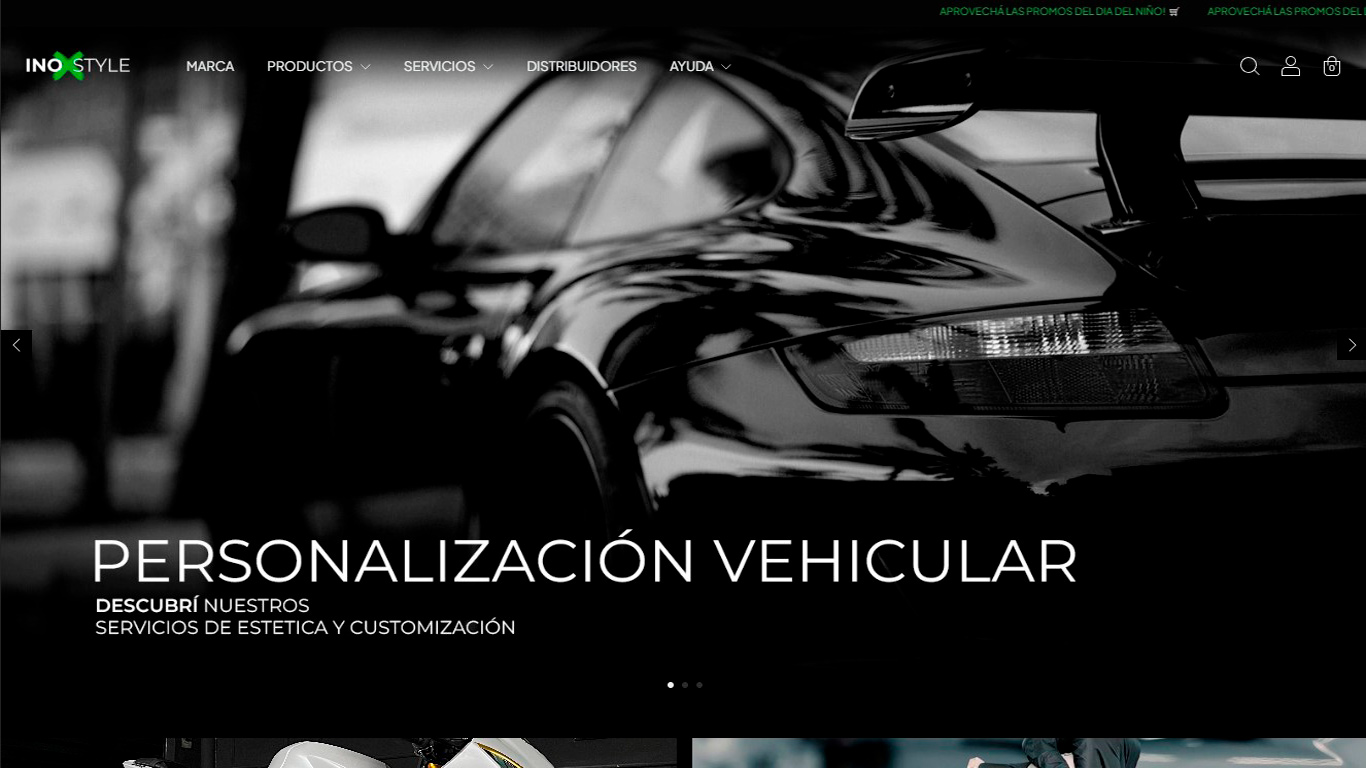 APROVECHÁ LAS PROMOS DEL DIA DEL NIÑO! 🛒 APROVECHÁ LAS PROMOS DEL
INOXSTYLE MARCA PRODUCTOS SERVICIOS DISTRIBUIDORES AYUDA 0
PERSONALIZACIÓN VEHICULAR
DESCUBRÍ NUESTROS
SERVICIOS DE ESTETICA Y CUSTOMIZACIÓN